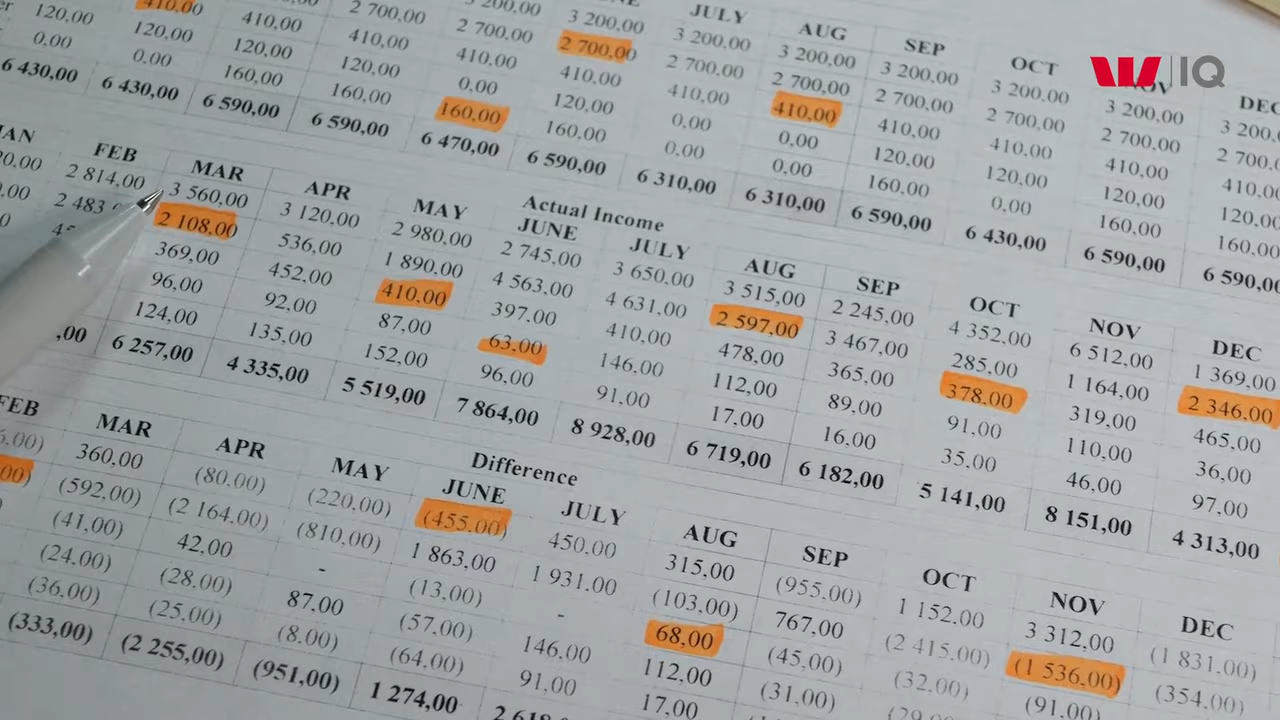 W IQ
JULY AUG SEP OCT NOV DEC
3 200,00 3 200,00 3 200,00 3 200,00 3 200,00 3 200,00 3 200,0
2 700,00 2 700,00 2 700,00 2 700,00 2 700,00 2 700,00 2 700,00 2 700,00 2 700,0
410,00 410,00 410,00 410,00 410,00 410,00 410,00 410,00 410,00 410,00 410,0
120,00 120,00 120,00 120,00 0,00 120,00 0,00 0,00 120,00 120,00 120,00 120,00
0,00 0,00 160,00 160,00 160,00 160,00 0,00 0,00 160,00 0,00 160,00 160,00
6 430,00 6 430,00 6 590,00 6 590,00 6 470,00 6 590,00 6 310,00 6 310,00 6 590,00 6 430,00 6 590,00 6 590,0
Actual Income
FEB MAR APR MAY JUNE JULY AUG SEP OCT NOV DEC
2 814,00 3 560,00 3 120,00 2 980,00 2 745,00 3 650,00 3 515,00 2 245,00 4 352,00 6 512,00 1 369,00
2 483 2 108,00 536,00 1 890,00 4 563,00 4 631,00 2 597,00 3 467,00 285,00 1 164,00 2 346,00
369,00 452,00 410,00 397,00 410,00 478,00 365,00 378,00 319,00 465,00
96,00 92,00 87,00 63,00 146,00 112,00 89,00 91,00 110,00 36,00
124,00 135,00 152,00 96,00 91,00 17,00 16,00 35,00 46,00 97,00
,00 6 257,00 4 335,00 5 519,00 7 864,00 8 928,00 6 719,00 6 182,00 5 141,00 8 151,00 4 313,00
Difference
FEB MAR APR MAY JUNE JULY AUG SEP OCT NOV DEC
360,00 (80,00) (220,00) (455,00) 450,00 315,00 (955,00) 1 152,00 3 312,00 (1 831,00)
(592,00) (2 164,00) (810,00) 1 863,00 1 931,00 (103,00) 767,00 (2 415,00) (1 536,00) (354,00)
(41,00) 42,00 - (13,00) - 68,00 (45,00) (32,00) (91,00)
(24,00) (28,00) 87,00 (57,00) 146,00 112,00 (31,00)
(36,00) (25,00) (8,00) (64,00) 91,00 17,00
(333,00) (2 255,00) (951,00) 1 274,00